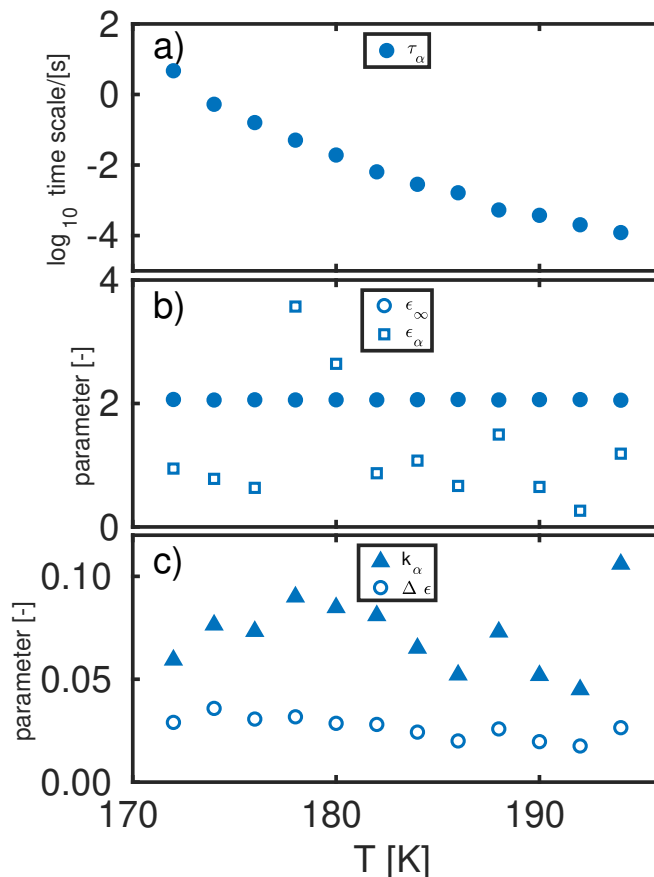 a)
τ_α
2
0
-2
-4
log_10 time scale/[s]
b)
ϵ_∞
ϵ_α
4
2
0
parameter [-]
c)
k_α
Δ ϵ
0.10
0.05
0.00
parameter [-]
170
180
190
T [K]